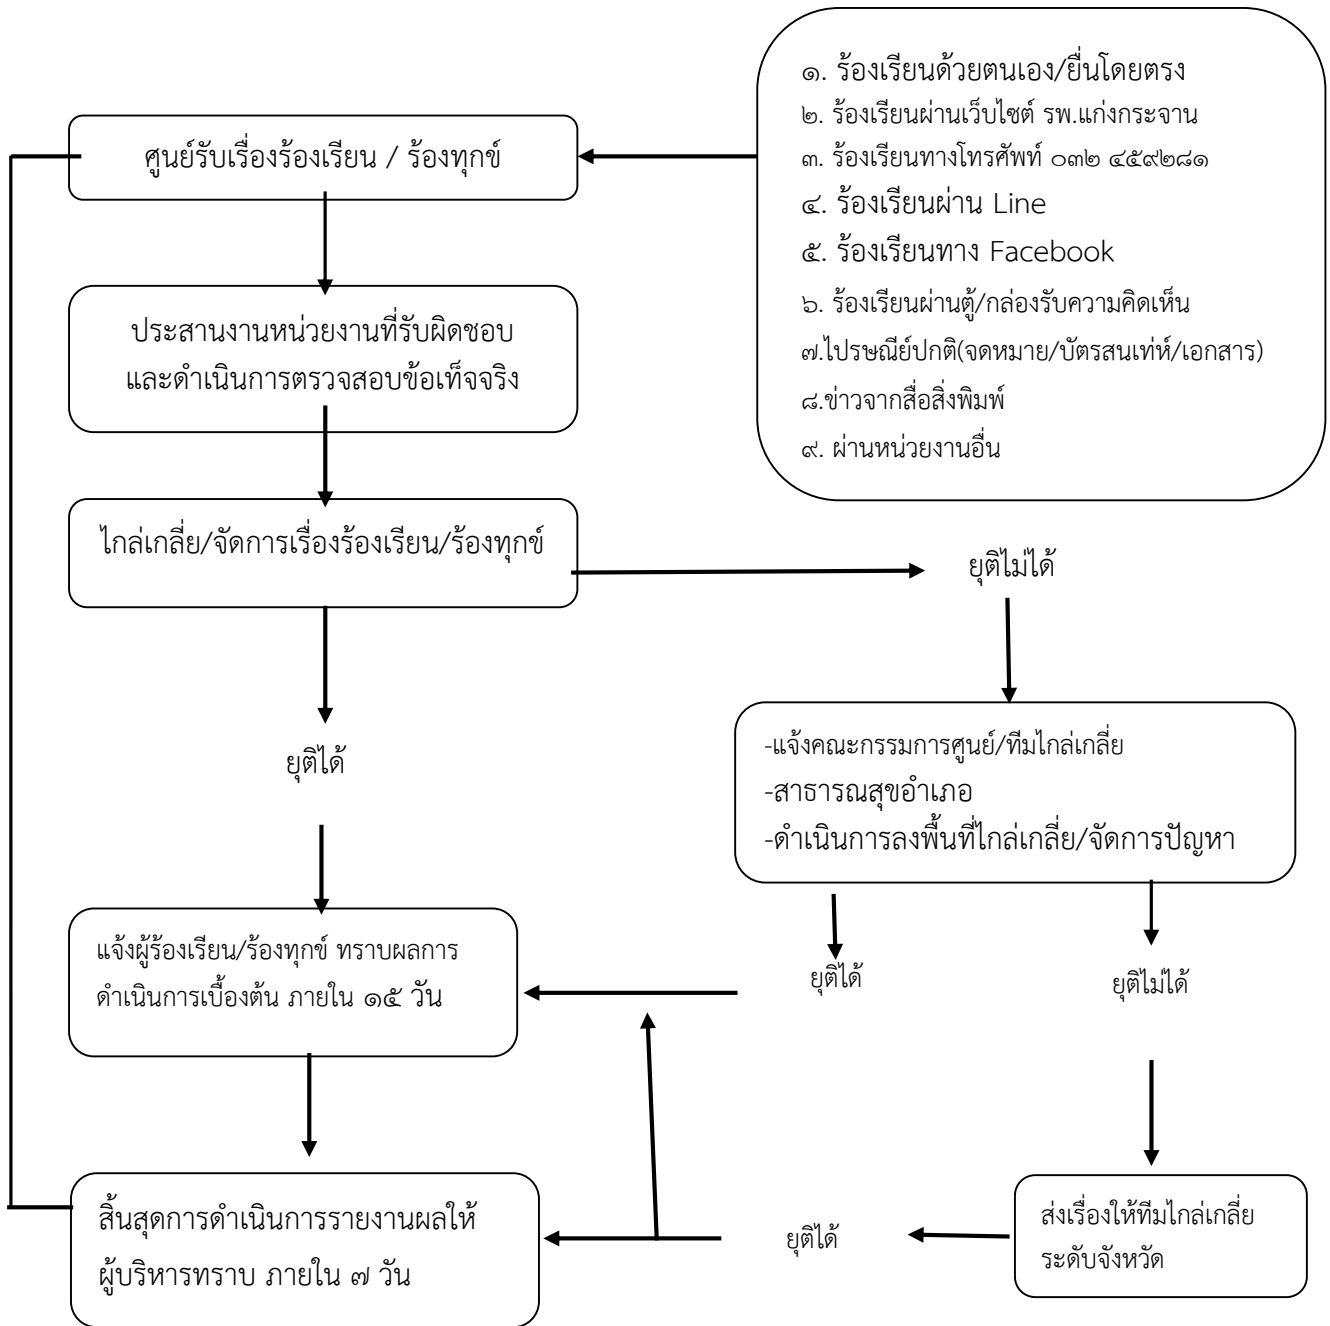 ๑. ร้องเรียนด้วยตนเอง/ยื่นโดยตรง
๒. ร้องเรียนผ่านเว็บไซต์ รพ.แก่งกระจาน
๓. ร้องเรียนทางโทรศัพท์ ๐๓๒ ๔๕๙๒๘๑
๔. ร้องเรียนผ่าน Line
๕. ร้องเรียนทาง Facebook
๖. ร้องเรียนผ่านตู้/กล่องรับความคิดเห็น
๗.ไปรษณีย์ปกติ(จดหมาย/บัตรสนเท่ห์/เอกสาร)
๘.ข่าวจากสื่อสิ่งพิมพ์
๙. ผ่านหน่วยงานอื่น
ศูนย์รับเรื่องร้องเรียน / ร้องทุกข์
ประสานงานหน่วยงานที่รับผิดชอบ
และดำเนินการตรวจสอบข้อเท็จจริง
ไกล่เกลี่ย/จัดการเรื่องร้องเรียน/ร้องทุกข์
ยุติไม่ได้
ยุติได้
-แจ้งคณะกรรมการศูนย์/ทีมไกล่เกลี่ย
-สาธารณสุขอำเภอ
-ดำเนินการลงพื้นที่ไกล่เกลี่ย/จัดการปัญหา
แจ้งผู้ร้องเรียน/ร้องทุกข์ ทราบผลการ
ดำเนินการเบื้องต้น ภายใน ๑๕ วัน
ยุติได้
ยุติไม่ได้
สิ้นสุดการดำเนินการรายงานผลให้
ผู้บริหารทราบ ภายใน ๗ วัน
ยุติได้
ส่งเรื่องให้ทีมไกล่เกลี่ย
ระดับจังหวัด